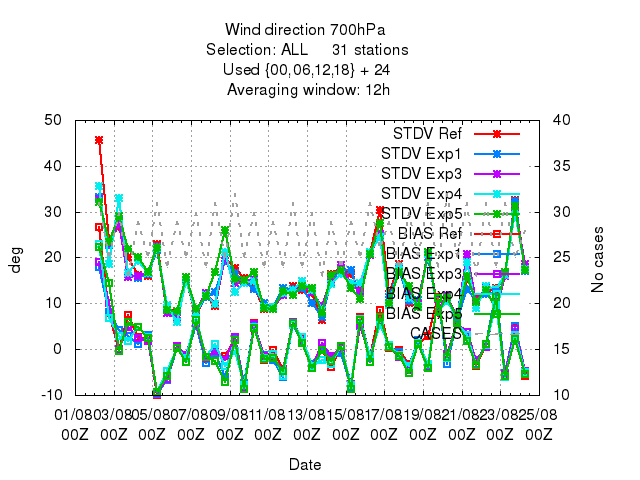 Wind direction 700hPa
Selection: ALL 31 stations
Used {00,06,12,18} + 24
Averaging window: 12h
50 40
40 35
30 30
20 25
10 20
0 15
-10 10
deg
No cases
STDV Ref
STDV Exp1
STDV Exp3
STDV Exp4
STDV Exp5
BIAS Ref
BIAS Exp1
BIAS Exp3
BIAS Exp4
BIAS Exp5
CASES
01/08 03/08 05/08 07/08 09/08 11/08 13/08 15/08 17/08 19/08 21/08 23/08 25/08
00Z 00Z 00Z 00Z 00Z 00Z 00Z 00Z 00Z 00Z 00Z 00Z 00Z
Date